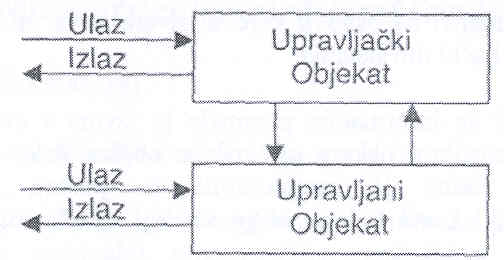 Ulaz
Izlaz
Upravljački
Objekat
Ulaz
Izlaz
Upravljani
Objekat